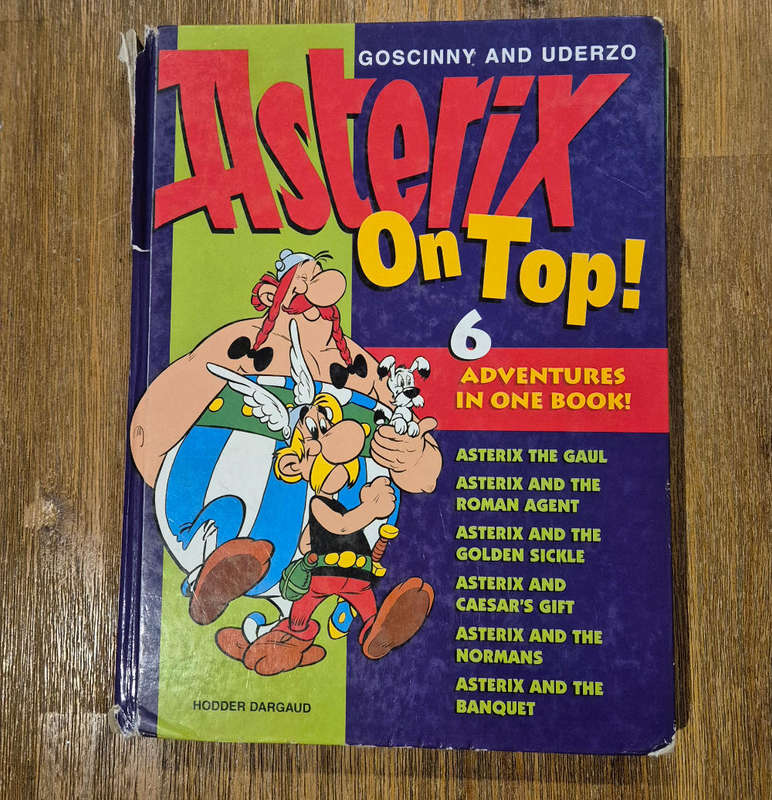 GOSCINNY AND UDERZO
Asterix
On Top!
6
ADVENTURES
IN ONE BOOK!
ASTERIX THE GAUL
ASTERIX AND THE
ROMAN AGENT
ASTERIX AND THE
GOLDEN SICKLE
ASTERIX AND
CAESAR'S GIFT
ASTERIX AND THE
NORMANS
ASTERIX AND THE
BANQUET
HODDER DARGAUD